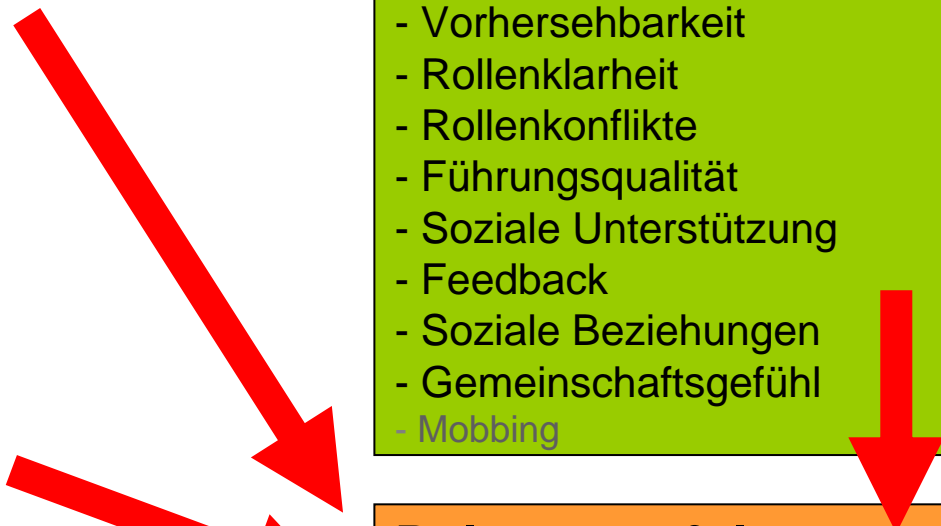 - Vorhersehbarkeit
- Rollenklarheit
- Rollenkonflikte
- Führungsqualität
- Soziale Unterstützung
- Feedback
- Soziale Beziehungen
- Gemeinschaftsgefühl
- Mobbing